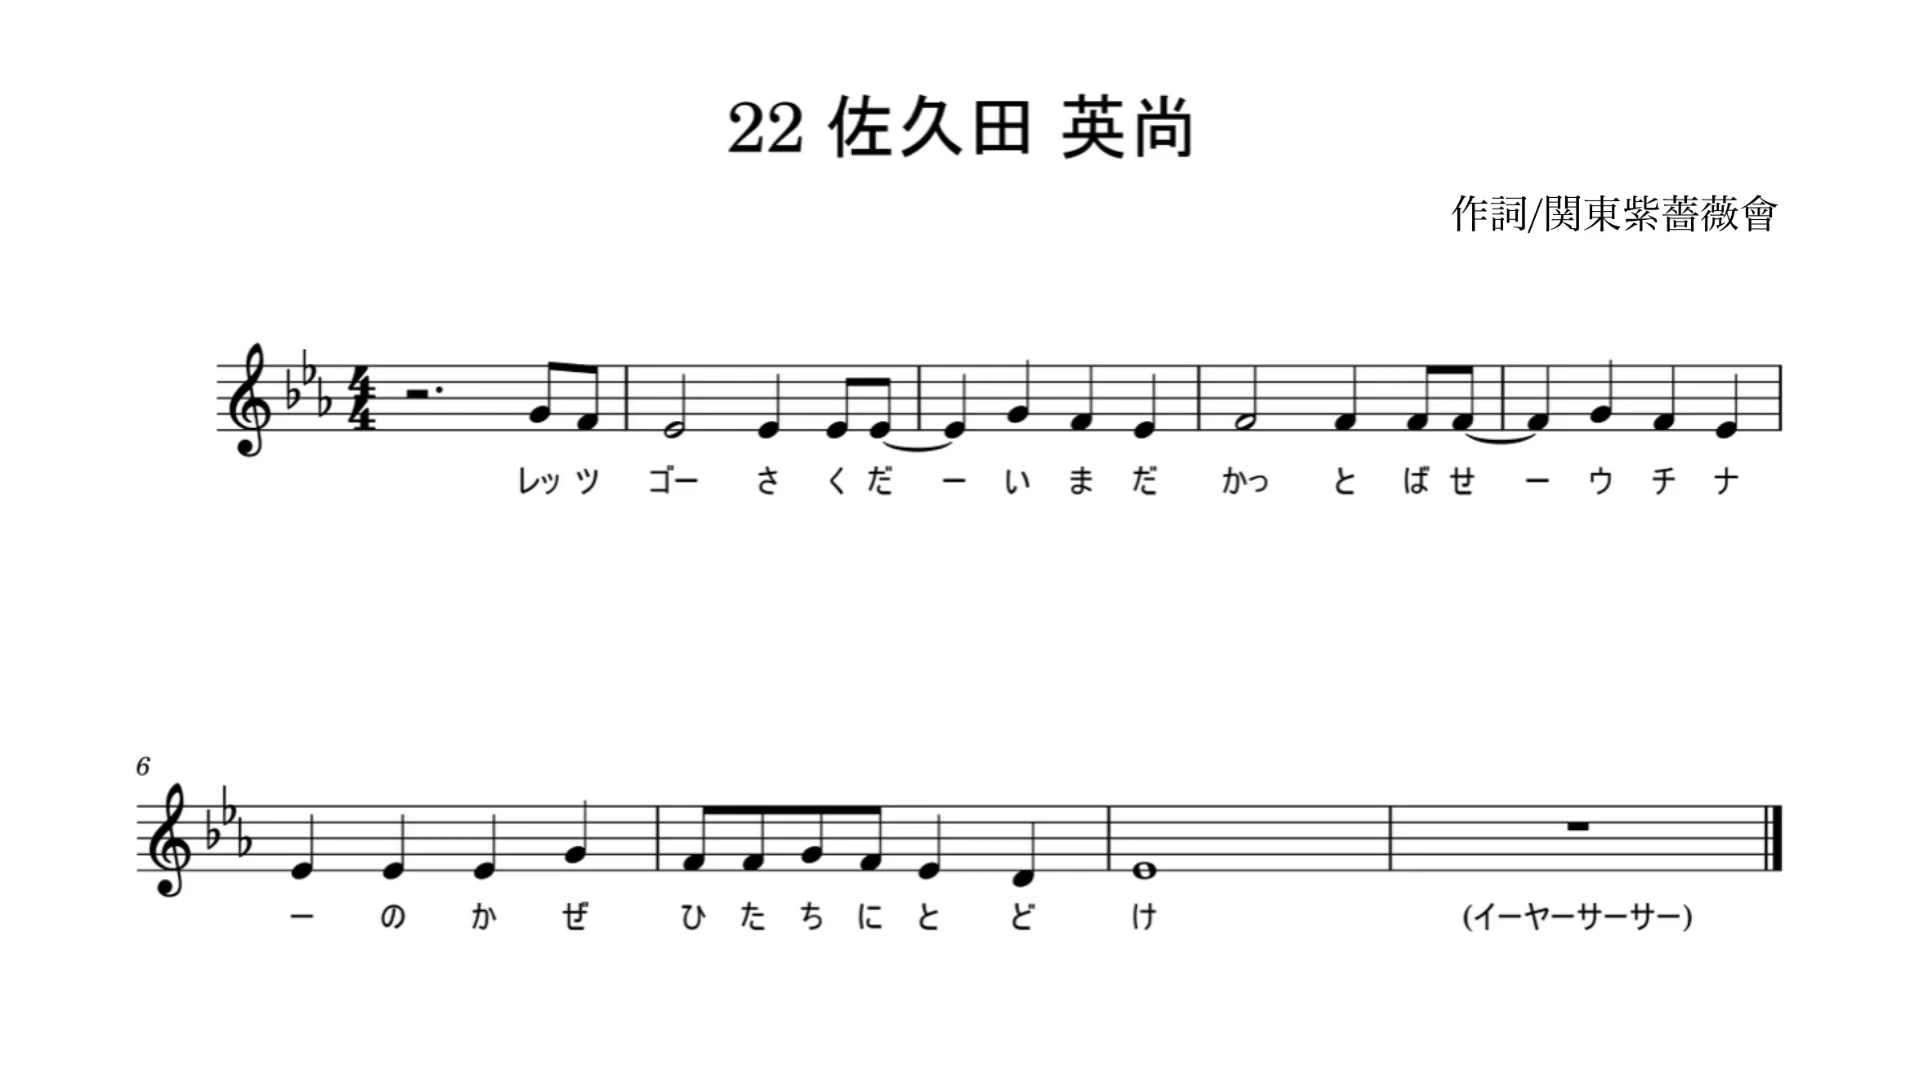 22 佐久田 英尚
作詞/関東紫薔薇會
レッ ツ ゴー さ く だ ー い ま だ かっ と ば せ ー ウ チ ナ
6
ー の か ぜ ひ た ち に と ど け (イーヤーサーサー)